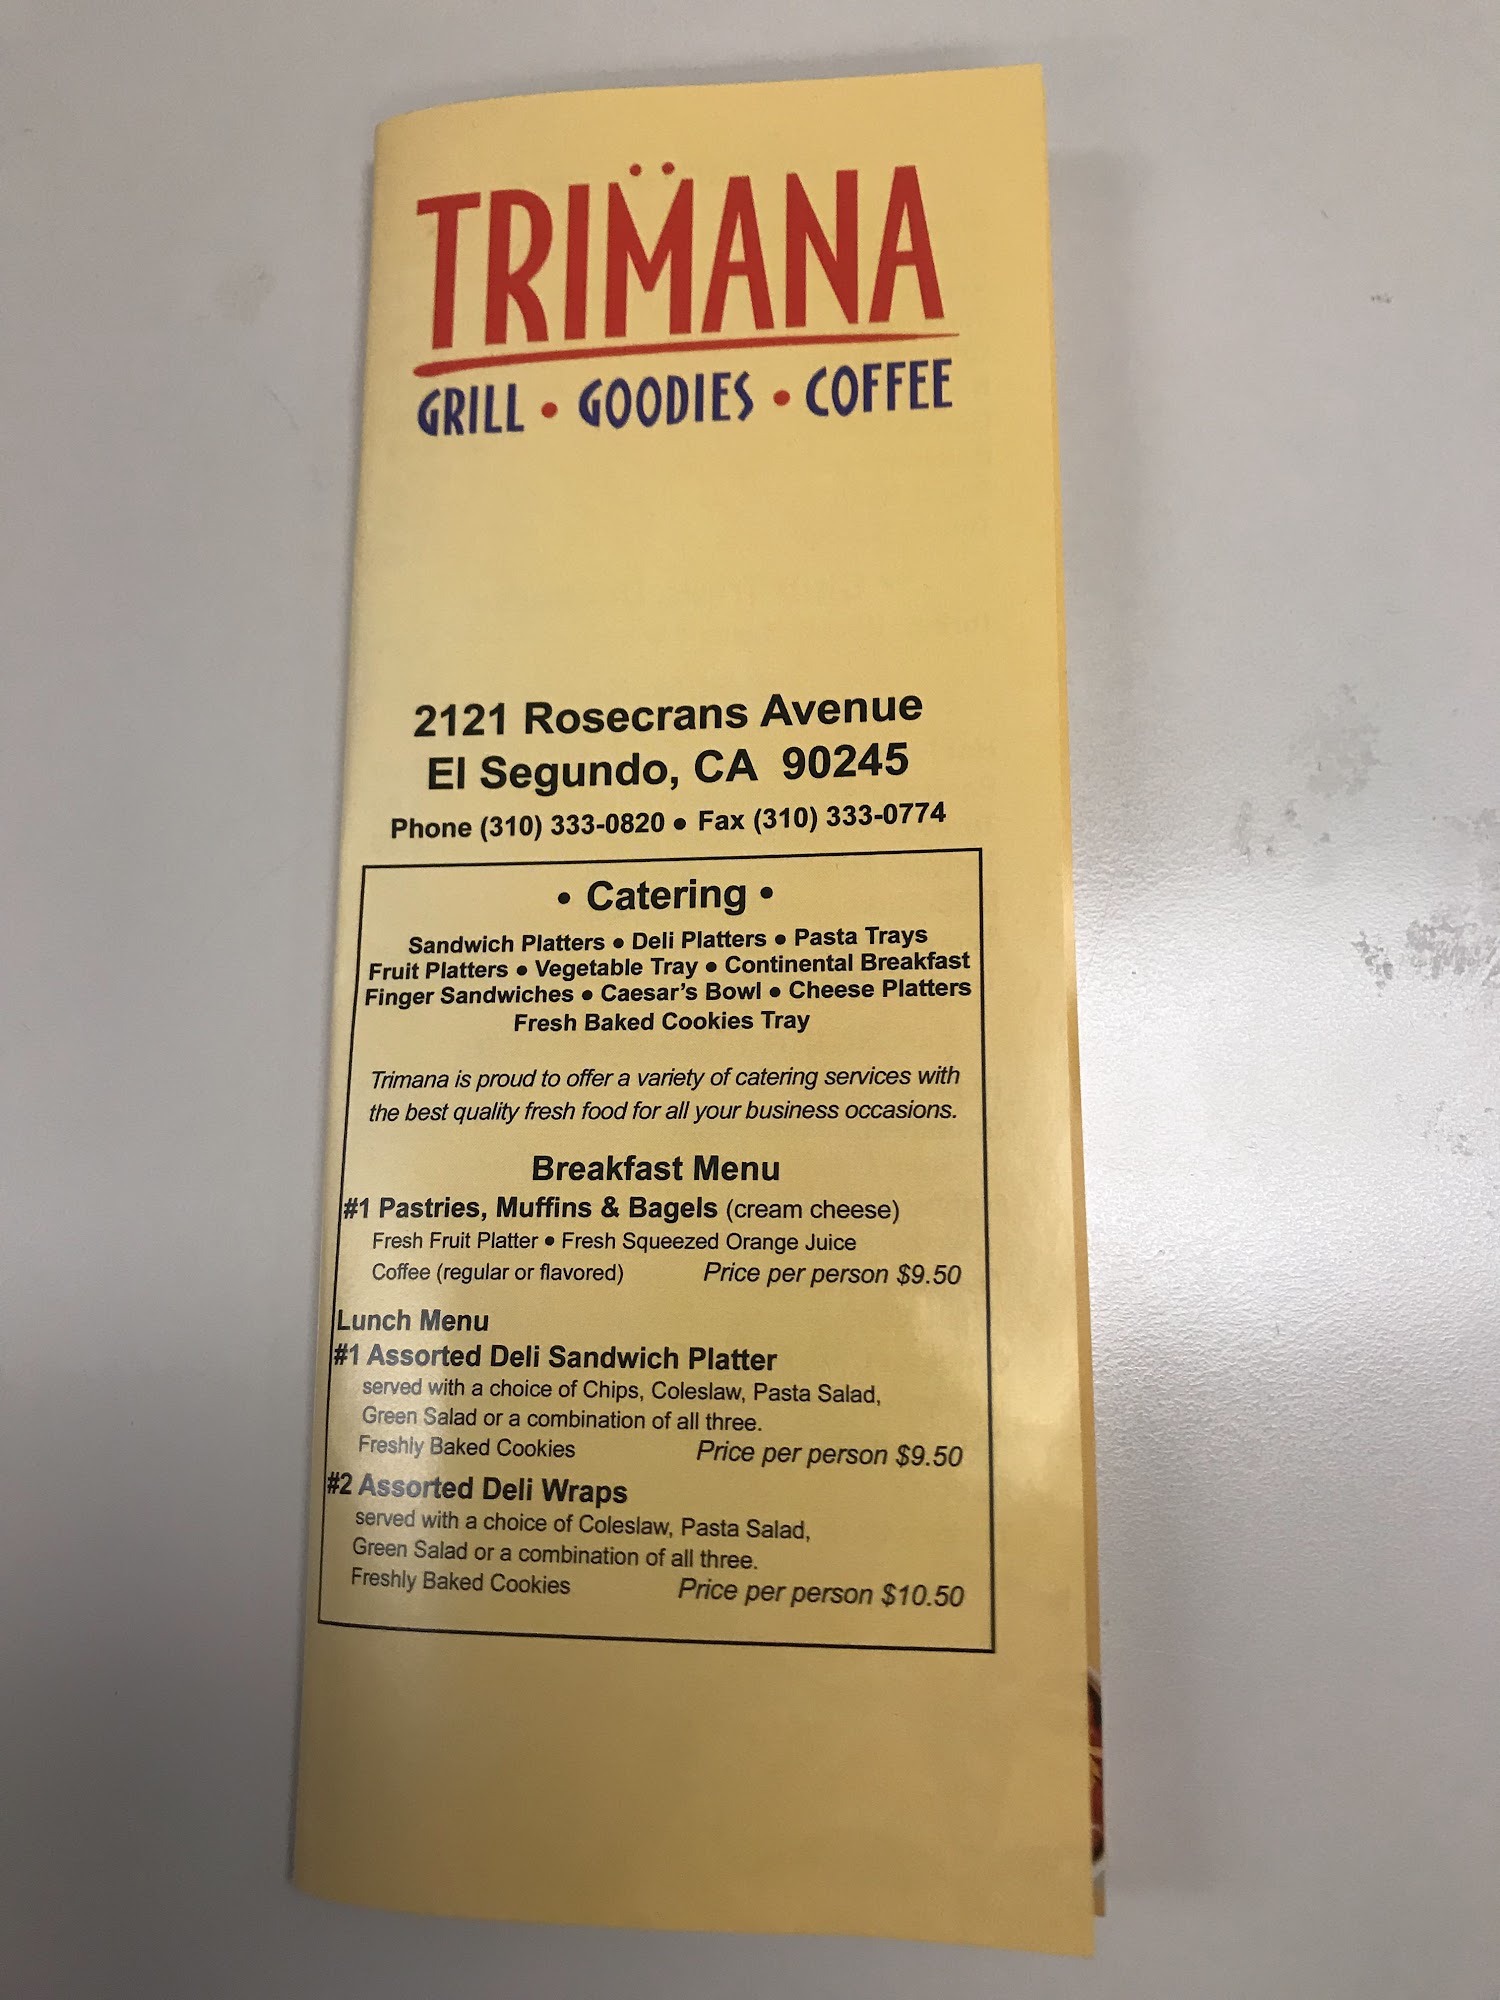 TRIMANA
GRILL • GOODIES • COFFEE
2121 Rosecrans Avenue
El Segundo, CA 90245
Phone (310) 333-0820 • Fax (310) 333-0774
• Catering •
Sandwich Platters • Deli Platters • Pasta Trays
Fruit Platters • Vegetable Tray • Continental Breakfast
Finger Sandwiches • Caesar's Bowl • Cheese Platters
Fresh Baked Cookies Tray
Trimana is proud to offer a variety of catering services with
the best quality fresh food for all your business occasions.
Breakfast Menu
#1 Pastries, Muffins & Bagels (cream cheese)
Fresh Fruit Platter • Fresh Squeezed Orange Juice
Coffee (regular or flavored) Price per person $9.50
Lunch Menu
#1 Assorted Deli Sandwich Platter
served with a choice of Chips, Coleslaw, Pasta Salad,
Green Salad or a combination of all three.
Freshly Baked Cookies Price per person $9.50
#2 Assorted Deli Wraps
served with a choice of Coleslaw, Pasta Salad,
Green Salad or a combination of all three.
Freshly Baked Cookies Price per person $10.50